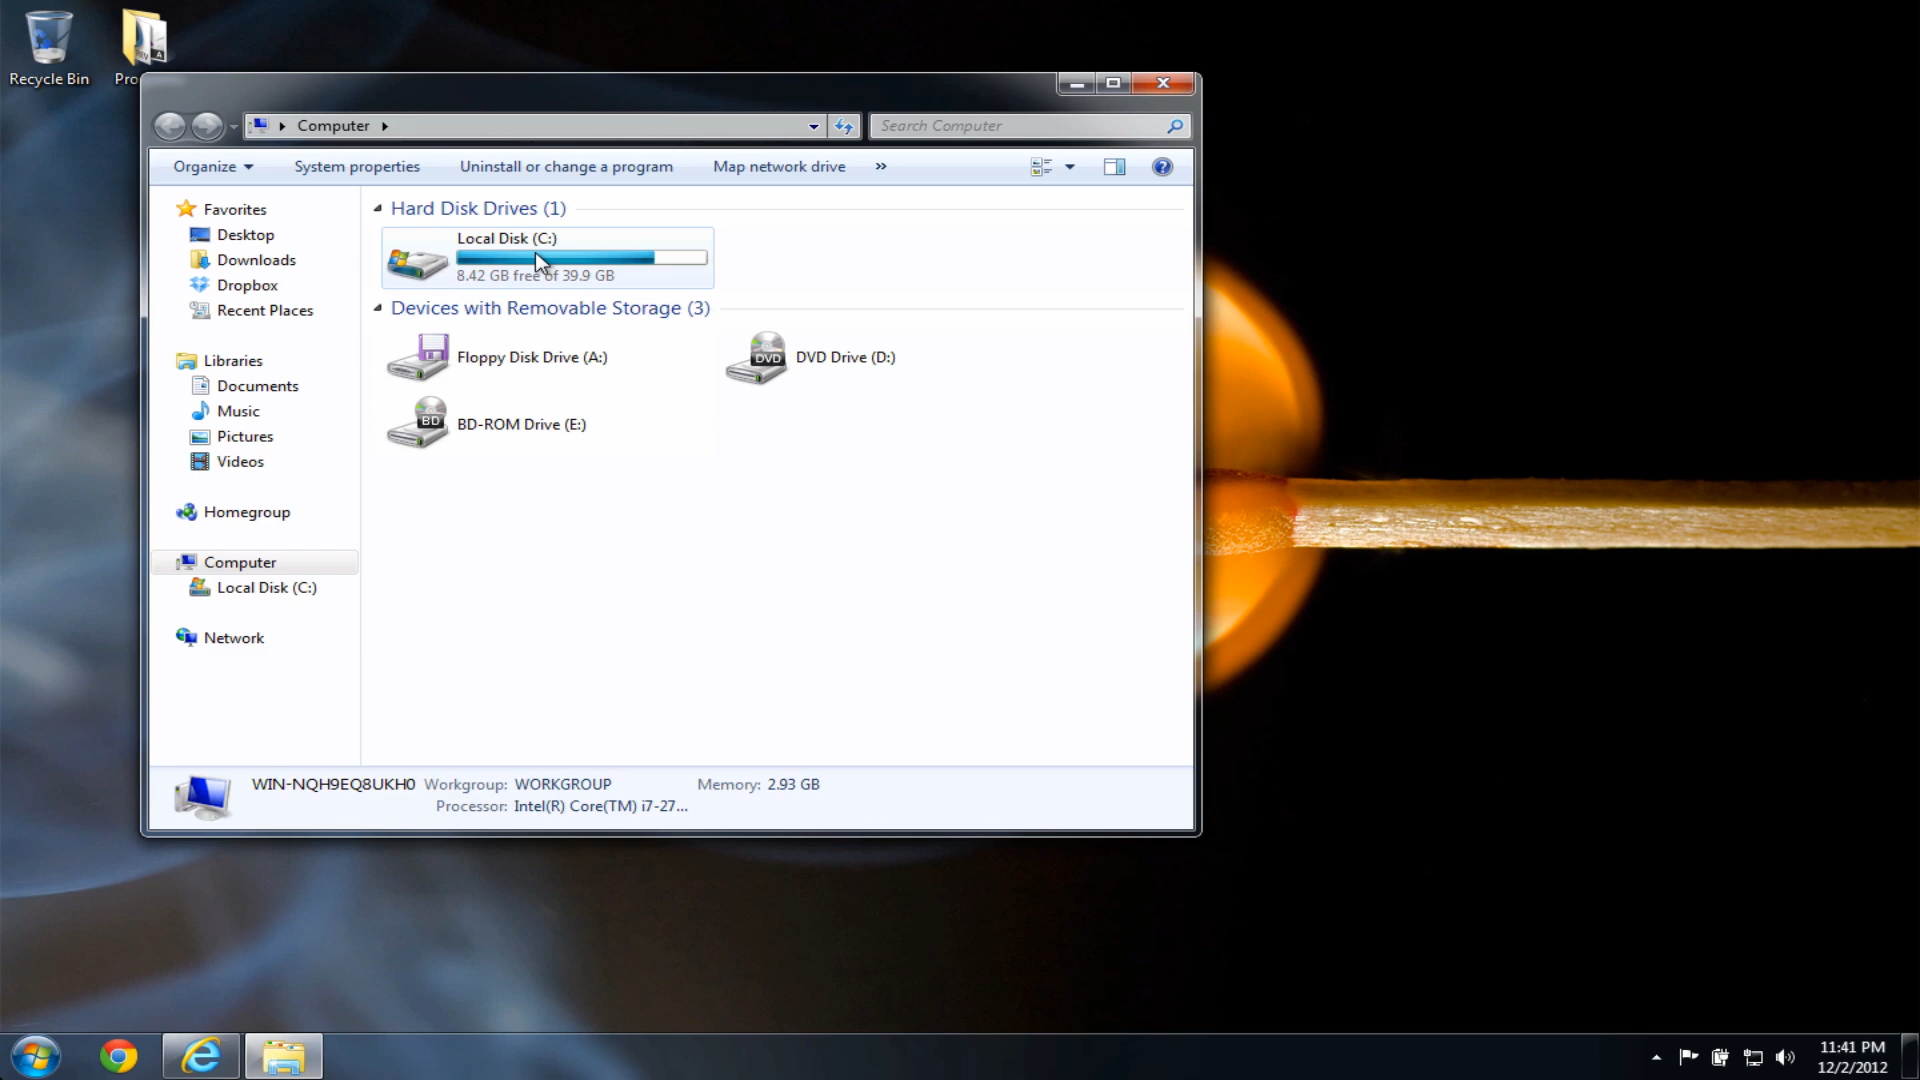 Recycle Bin
Pro
Computer
Search Computer
Organize
System properties
Uninstall or change a program
Map network drive
»
Favorites
Desktop
Downloads
Dropbox
Recent Places
Libraries
Documents
Music
Pictures
Videos
Homegroup
Computer
Local Disk (C:)
Network
Hard Disk Drives (1)
Local Disk (C:)
8.42 GB free of 39.9 GB
Devices with Removable Storage (3)
Floppy Disk Drive (A:)
DVD
DVD Drive (D:)
BD
BD-ROM Drive (E:)
WIN-NQH9EQ8UKH0 Workgroup: WORKGROUP Memory: 2.93 GB
Processor: Intel(R) Core(TM) i7-27...
11:41 PM
12/2/2012